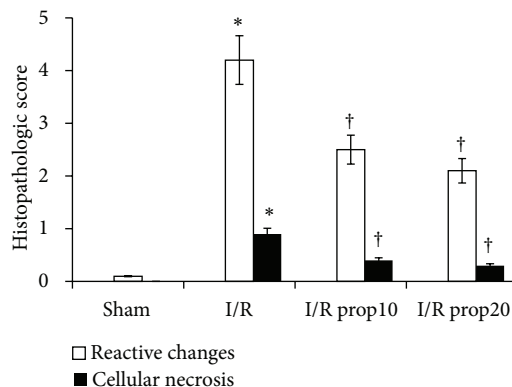 Histopathologic score
5
4
3
2
1
0
*
*
†
†
†
†
Sham
I/R
I/R prop10
I/R prop20
Reactive changes
Cellular necrosis